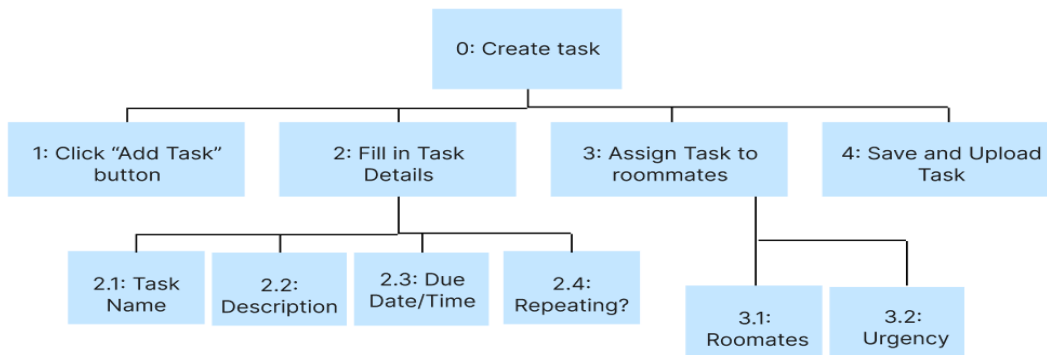 0: Create task
1: Click “Add Task”
button
2: Fill in Task
Details
3: Assign Task to
roommates
4: Save and Upload
Task
2.1: Task
Name
2.2:
Description
2.3: Due
Date/Time
2.4:
Repeating?
3.1:
Roomates
3.2:
Urgency